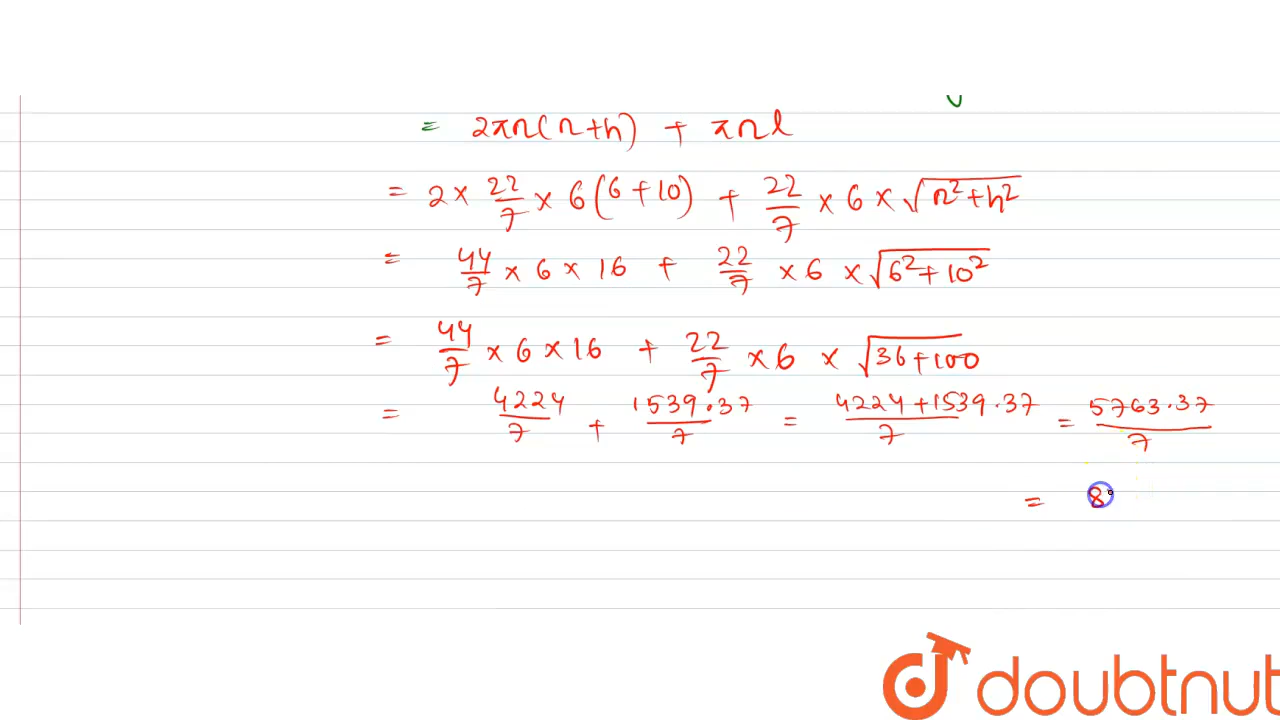 = 2πr(r+h) + πrl
= 2 × 22/7 × 6(6+10) + 22/7 × 6 × √(r²+h²)
= 44/7 × 6 × 16 + 22/7 × 6 × √(6²+10²)
= 44/7 × 6 × 16 + 22/7 × 6 × √(36+100)
= 4224/7 + 1539.37/7 = 4224+1539.37/7 = 5763.37/7
= 8
doubtnut